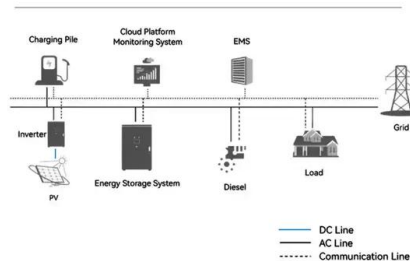 Charging Pile
Cloud Platform
Monitoring System
EMS
Grid
Inverter
PV
Energy Storage System
Diesel
Load
DC Line
AC Line
Communication Line